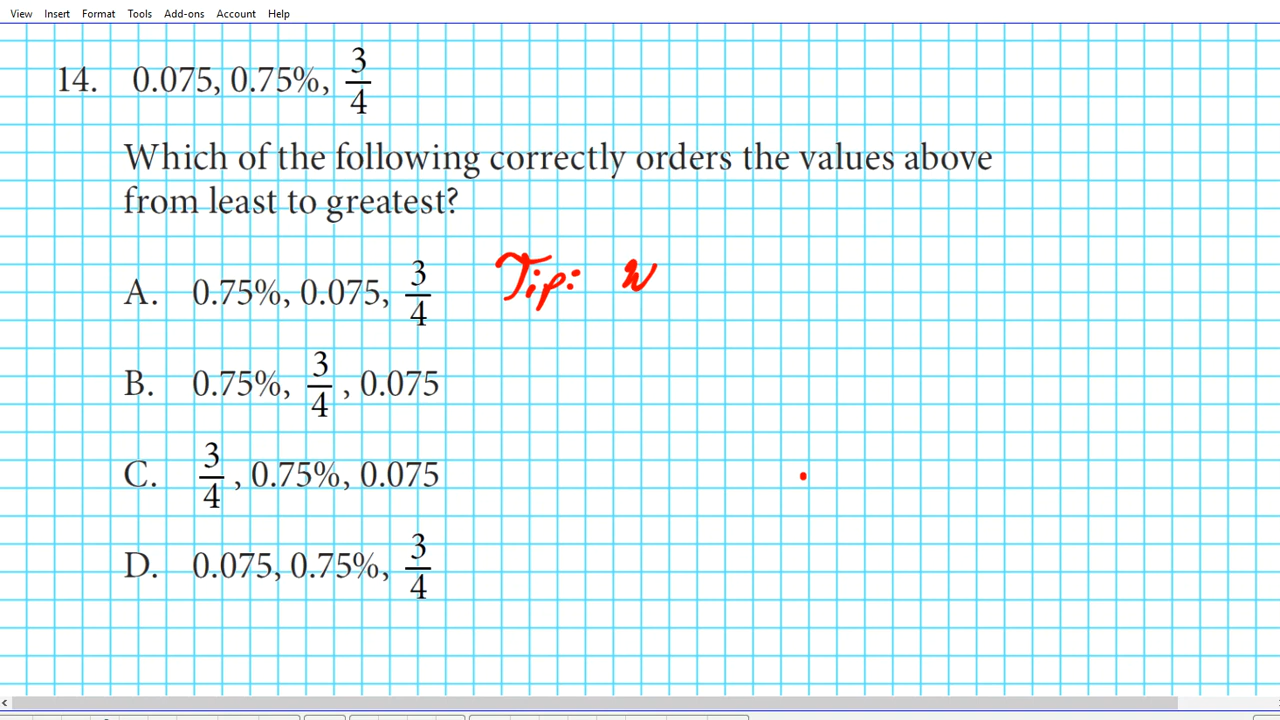 View Insert Format Tools Add-ons Account Help
14. 0.075, 0.75%, 3/4
Which of the following correctly orders the values above
from least to greatest?
A. 0.75%, 0.075, 3/4
Tip:
B. 0.75%, 3/4, 0.075
C. 3/4, 0.75%, 0.075
D. 0.075, 0.75%, 3/4